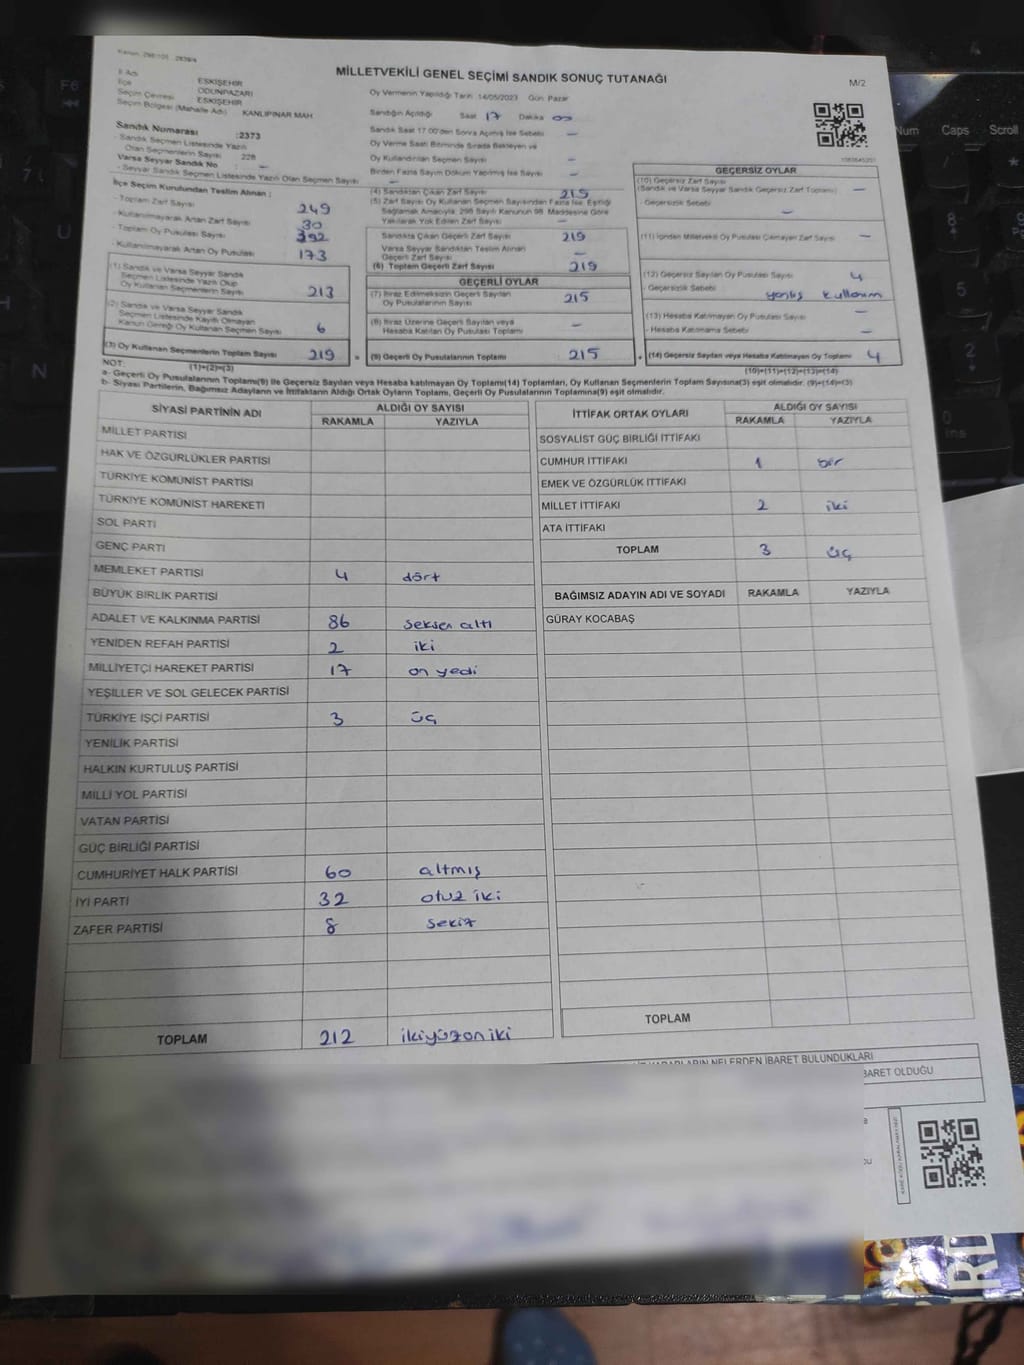 MİLLETVEKİLİ GENEL SEÇİMİ SANDIK SONUÇ TUTANAĞI
M/2
İl Adı ESKİŞEHİR
İlçe ODUNPAZARI
Seçim Çevresi ESKİŞEHİR
Seçim Bölgesi (Mahalle Adı) KANLIPINAR MAH
Sandık Numarası :2373
- Sandık Seçmen Listesinde Yazılı
Olan Seçmenlerin Sayısı 228
Varsa Seyyar Sandık No : –
- Seyyar Sandık Seçmen Listesinde Yazılı Olan Seçmen Sayısı –
Oy Vermenin Yapıldığı Tarih 14/05/2023 Gün Pazar
Sandığın Açıldığı Saat 17 Dakika 00
Sandık Saat 17.00'den Sonra Açılmış İse Sebebi –
Oy Verme Saati Bitiminde Sırada Bekleyen ve
Oy Kullandırılan Seçmen Sayısı –
Birden Fazla Sayım Döküm Yapılmış İse Sayısı –
İlçe Seçim Kurulundan Teslim Alınan ;
- Toplam Zarf Sayısı 249
- Kullanılmayarak Artan Zarf Sayısı 30
- Toplam Oy Pusulası Sayısı 392
- Kullanılmayarak Artan Oy Pusulası 173
(1) Sandık ve Varsa Seyyar Sandık
Seçmen Listesinde Yazılı Olup
Oy Kullanan Seçmenlerin Sayısı 213
(2) Sandık ve Varsa Seyyar Sandık
Seçmen Listesinde Kayıtlı Olmayan
Kanun Gereği Oy Kullanan Seçmen Sayısı 6
(3) Oy Kullanan Seçmenlerin Toplam Sayısı 219
(1)+(2)=(3)
(4) Sandıktan Çıkan Zarf Sayısı 219
(5) Zarf Sayısı Oy Kullanan Seçmen Sayısından Fazla İse, Eşitliği
Sağlamak Amacıyla; 298 Sayılı Kanunun 98. Maddesine Göre
Yakılarak Yok Edilen Zarf Sayısı –
Sandıkta Çıkan Geçerli Zarf Sayısı 219
Varsa Seyyar Sandıktan Teslim Alınan
Geçerli Zarf Sayısı –
(6) Toplam Geçerli Zarf Sayısı 219
GEÇERLİ OYLAR
(7) İtiraz Edilmeksizin Geçerli Sayılan
Oy Pusulalarının Sayısı 215
(8) İtiraz Üzerine Geçerli Sayılan veya
Hesaba Katılan Oy Pusulası Toplamı –
= (9) Geçerli Oy Pusulalarının Toplamı 215
GEÇERSİZ OYLAR
(10) Geçersiz Zarf Sayısı
(Sandık ve Varsa Seyyar Sandık Geçersiz Zarf Toplamı) –
- Geçersizlik Sebebi –
(11) İçinden Milletvekili Oy Pusulası Çıkmayan Zarf Sayısı –
(12) Geçersiz Sayılan Oy Pusulası Sayısı 4
- Geçersizlik Sebebi yanlış kullanım
(13) Hesaba Katılmayan Oy Pusulası Sayısı –
- Hesaba Katılmama Sebebi –
+ (14) Geçersiz Sayılan veya Hesaba Katılmayan Oy Toplamı 4
(10)+(11)+(12)+(13)=(14)
NOT:
a- Geçerli Oy Pusulalarının Toplamı(9) ile Geçersiz Sayılan veya Hesaba katılmayan Oy Toplamı(14) Toplamları, Oy Kullanan Seçmenlerin Toplam Sayısına(3) eşit olmalıdır. (9)+(14)=(3)
b- Siyasi Partilerin, Bağımsız Adayların ve İttifakların Aldığı Ortak Oyların Toplamı, Geçerli Oy Pusulalarının Toplamına(9) eşit olmalıdır.
SİYASİ PARTİNİN ADI ALDIĞI OY SAYISI
RAKAMLA YAZIYLA
MİLLET PARTİSİ
HAK VE ÖZGÜRLÜKLER PARTİSİ
TÜRKİYE KOMÜNİST PARTİSİ
TÜRKİYE KOMÜNİST HAREKETİ
SOL PARTİ
GENÇ PARTİ
MEMLEKET PARTİSİ 4 dört
BÜYÜK BİRLİK PARTİSİ
ADALET VE KALKINMA PARTİSİ 86 seksen altı
YENİDEN REFAH PARTİSİ 2 iki
MİLLİYETÇİ HAREKET PARTİSİ 17 on yedi
YEŞİLLER VE SOL GELECEK PARTİSİ
TÜRKİYE İŞÇİ PARTİSİ 3 üç
YENİLİK PARTİSİ
HALKIN KURTULUŞ PARTİSİ
MİLLİ YOL PARTİSİ
VATAN PARTİSİ
GÜÇ BİRLİĞİ PARTİSİ
CUMHURİYET HALK PARTİSİ 60 altmış
İYİ PARTİ 32 otuz iki
ZAFER PARTİSİ 8 sekiz
TOPLAM 212 ikiyüzoniki
İTTİFAK ORTAK OYLARI ALDIĞI OY SAYISI
RAKAMLA YAZIYLA
SOSYALİST GÜÇ BİRLİĞİ İTTİFAKI
CUMHUR İTTİFAKI 1 bir
EMEK VE ÖZGÜRLÜK İTTİFAKI
MİLLET İTTİFAKI 2 iki
ATA İTTİFAKI
TOPLAM 3 üç
BAĞIMSIZ ADAYIN ADI VE SOYADI RAKAMLA YAZIYLA
GÜRAY KOCABAŞ
TOPLAM
NELERDEN İBARET BULUNDUKLARI
BARET OLDUĞU